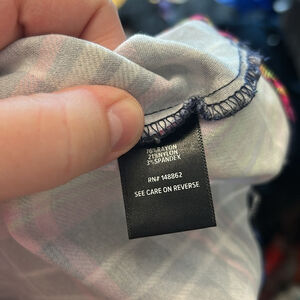 76%RAYON
21%NYLON
3%SPANDEX
RN# 148862
SEE CARE ON REVERSE